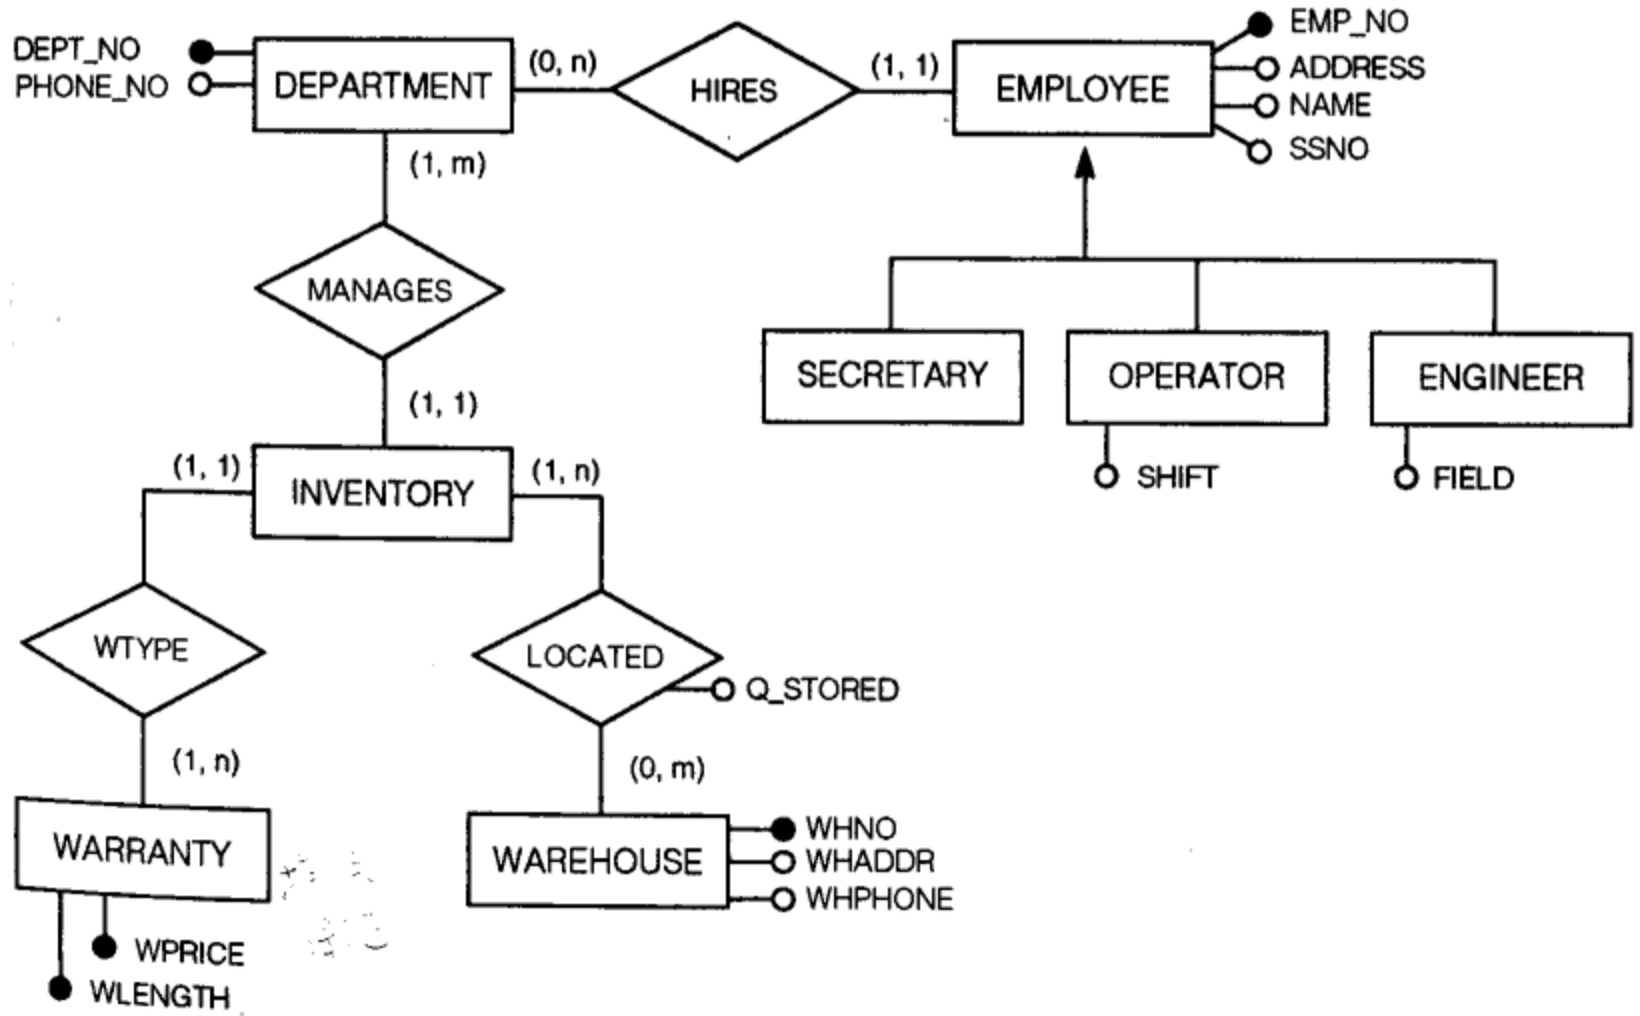 DEPT_NO
PHONE_NO
DEPARTMENT
(0, n)
HIRES
(1, 1)
EMPLOYEE
EMP_NO
ADDRESS
NAME
SSNO
(1, m)
MANAGES
(1, 1)
SECRETARY
OPERATOR
ENGINEER
SHIFT
FIELD
(1, 1)
INVENTORY
(1, n)
WTYPE
LOCATED
Q_STORED
(1, n)
(0, m)
WARRANTY
WPRICE
WLENGTH
WAREHOUSE
WHNO
WHADDR
WHPHONE